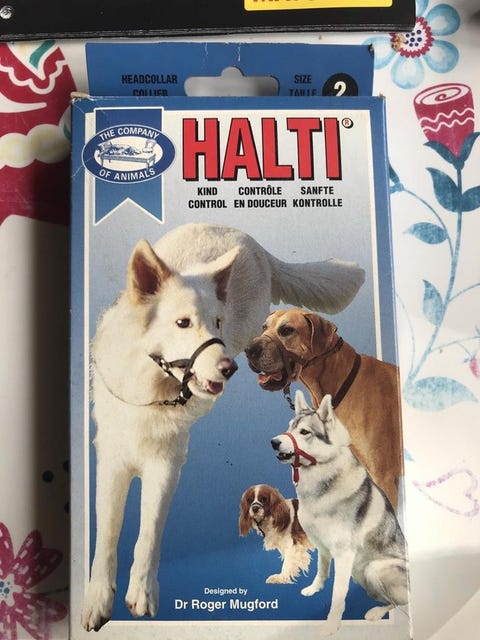 HEADCOLLAR
COLLIER
SIZE
TAILLE
2
THE COMPANY
OF ANIMALS
HALTI®
KIND
CONTROL
CONTRÔLE
EN DOUCEUR
SANFTE
KONTROLLE
Designed by
Dr Roger Mugford